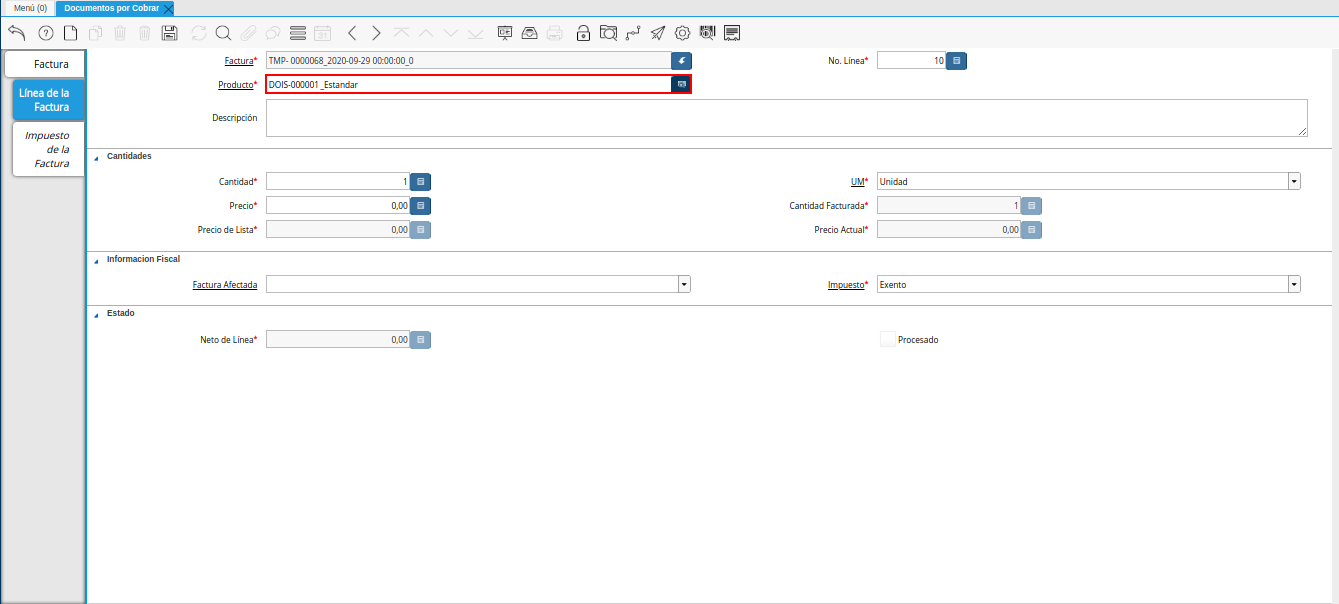 Menú (0)
Documentos por Cobrar
Factura
Línea de la
Factura
Impuesto
de la
Factura
Factura* TMP- 0000068_2020-09-29 00:00:00_0 No. Línea* 10
Producto* DOIS-000001_Estandar
Descripción
Cantidades
Cantidad* 1 UM* Unidad
Precio* 0,00 Cantidad Facturada* 1
Precio de Lista* 0,00 Precio Actual* 0,00
Informacion Fiscal
Factura Afectada Impuesto* Exento
Estado
Neto de Línea* 0,00 Procesado